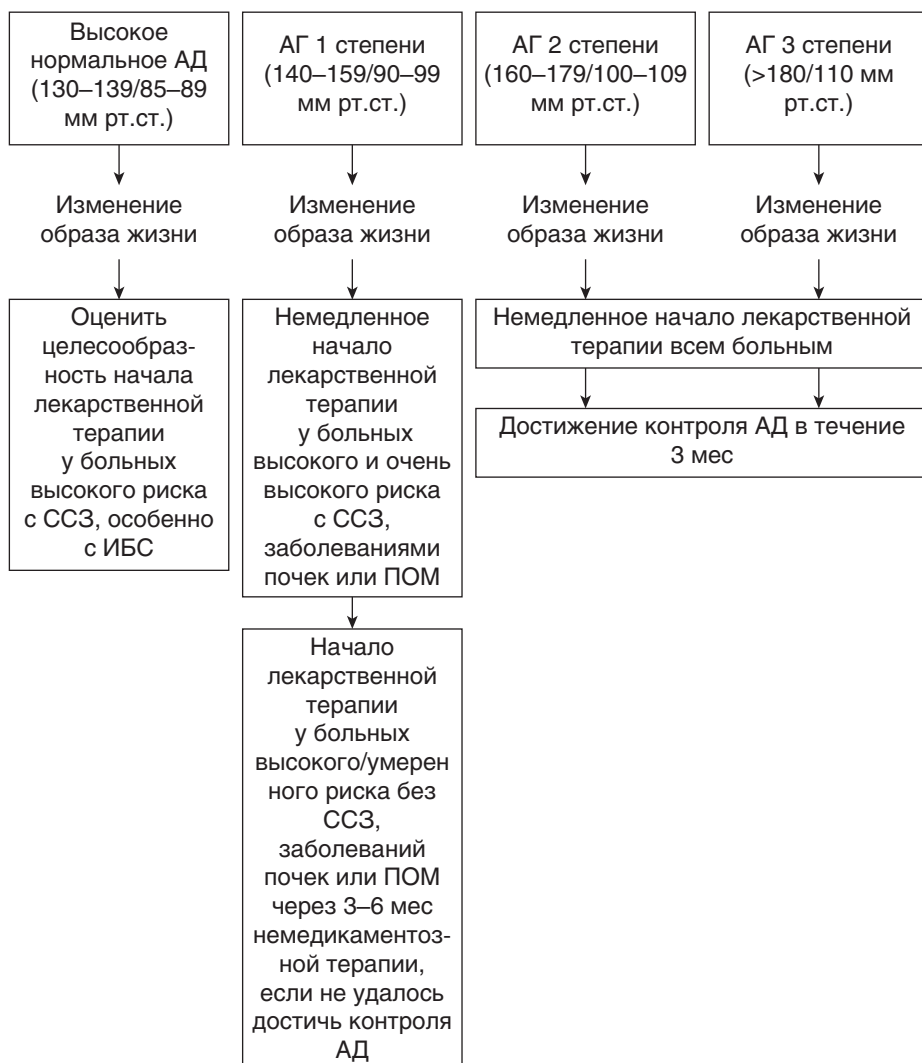 Высокое
нормальное АД
(130–139/85–89
мм рт.ст.)
АГ 1 степени
(140–159/90–99
мм рт.ст.)
АГ 2 степени
(160–179/100–109
мм рт.ст.)
АГ 3 степени
(>180/110 мм
рт.ст.)
Изменение
образа жизни
Изменение
образа жизни
Изменение
образа жизни
Изменение
образа жизни
Оценить
целесообраз-
ность начала
лекарственной
терапии
у больных
высокого риска
с ССЗ, особенно
с ИБС
Немедленное
начало
лекарственной
терапии
у больных
высокого и очень
высокого риска
с ССЗ,
заболеваниями
почек или ПОМ
Немедленное начало лекарственной
терапии всем больным
Достижение контроля АД в течение
3 мес
Начало
лекарственной
терапии
у больных
высокого/умерен
ного риска без
ССЗ,
заболеваний
почек или ПОМ
через 3–6 мес
немедикаментоз-
ной терапии,
если не удалось
достичь контроля
АД